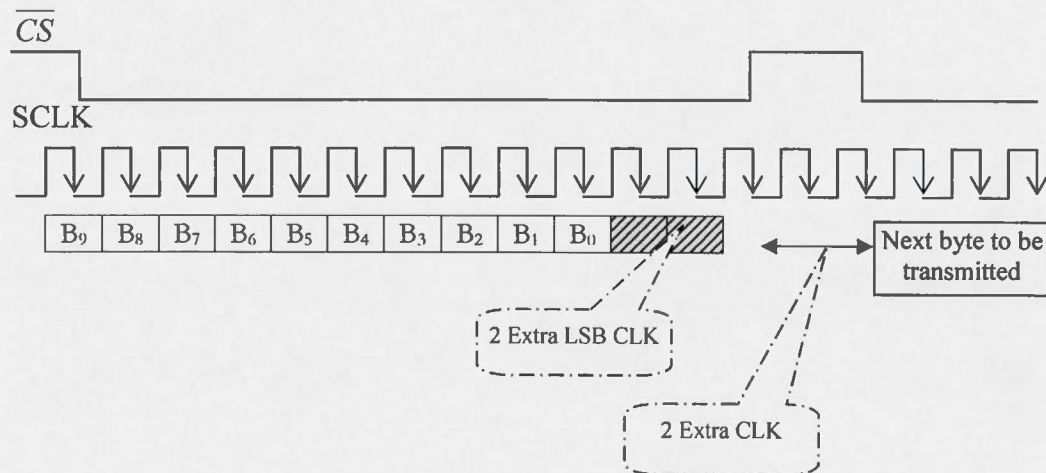 CS
SCLK
B₉ B₈ B₇ B₆ B₅ B₄ B₃ B₂ B₁ B₀
Next byte to be
transmitted
2 Extra LSB CLK
2 Extra CLK